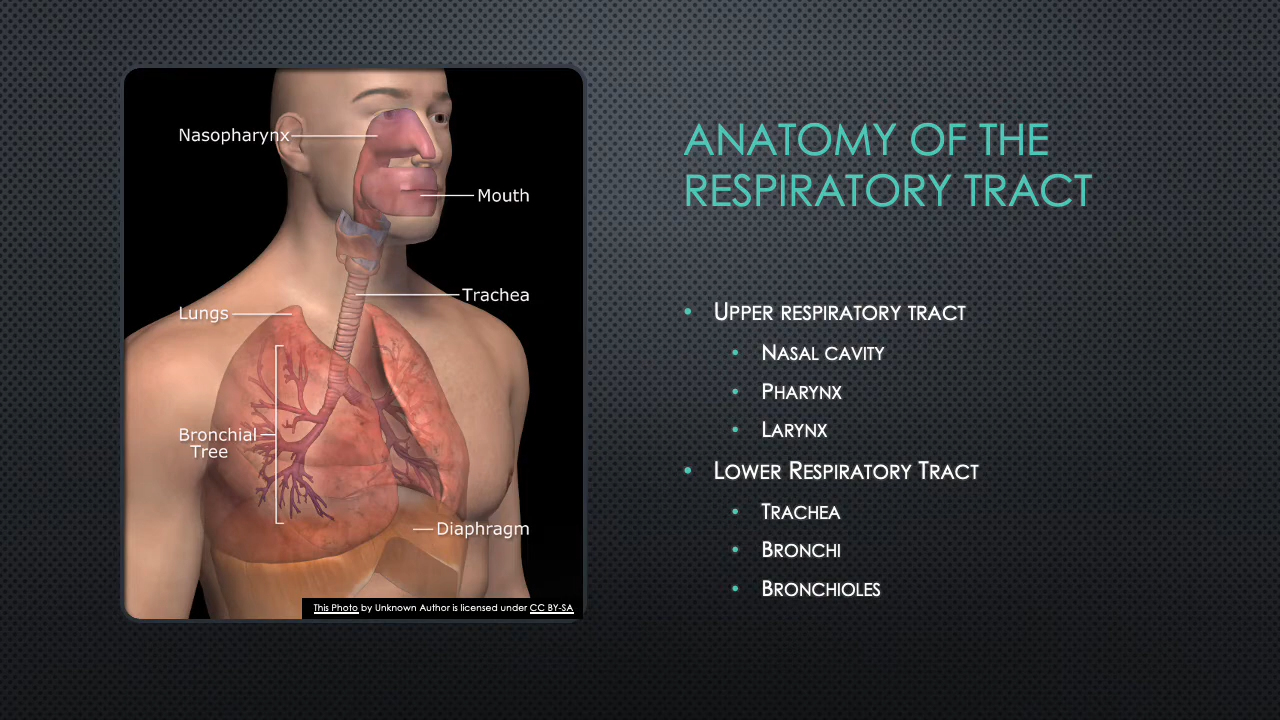 Nasopharynx
Mouth
Trachea
Lungs
Bronchial
Tree
Diaphragm
This Photo by Unknown Author is licensed under CC BY-SA
ANATOMY OF THE
RESPIRATORY TRACT
• UPPER RESPIRATORY TRACT
• NASAL CAVITY
• PHARYNX
• LARYNX
• LOWER RESPIRATORY TRACT
• TRACHEA
• BRONCHI
• BRONCHIOLES